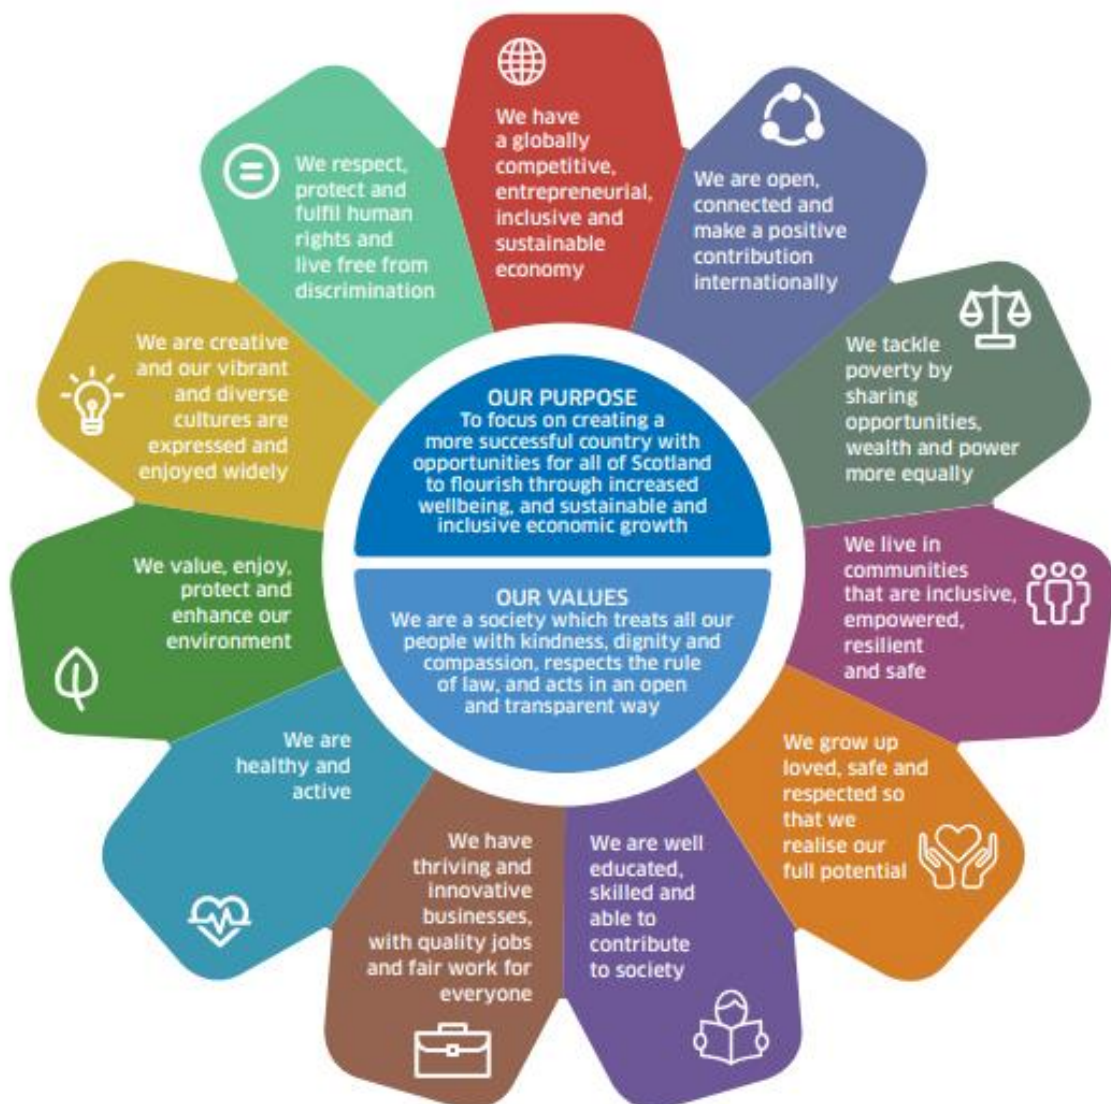 We have
a globally
competitive,
entrepreneurial,
inclusive and
sustainable
economy
We are open,
connected and
make a positive
contribution
internationally
We tackle
poverty by
sharing
opportunities,
wealth and power
more equally
We live in
communities
that are inclusive,
empowered,
resilient
and safe
We grow up
loved, safe and
respected so
that we
realise our
full potential
We are well
educated,
skilled and
able to
contribute
to society
We have
thriving and
innovative
businesses,
with quality jobs
and fair work for
everyone
We are
healthy and
active
We value, enjoy,
protect and
enhance our
environment
We are creative
and our vibrant
and diverse
cultures are
expressed and
enjoyed widely
We respect,
protect and
fulfil human
rights and
live free from
discrimination
OUR PURPOSE
To focus on creating a
more successful country with
opportunities for all of Scotland
to flourish through increased
wellbeing, and sustainable and
inclusive economic growth
OUR VALUES
We are a society which treats all our
people with kindness, dignity and
compassion, respects the rule
of law, and acts in an open
and transparent way